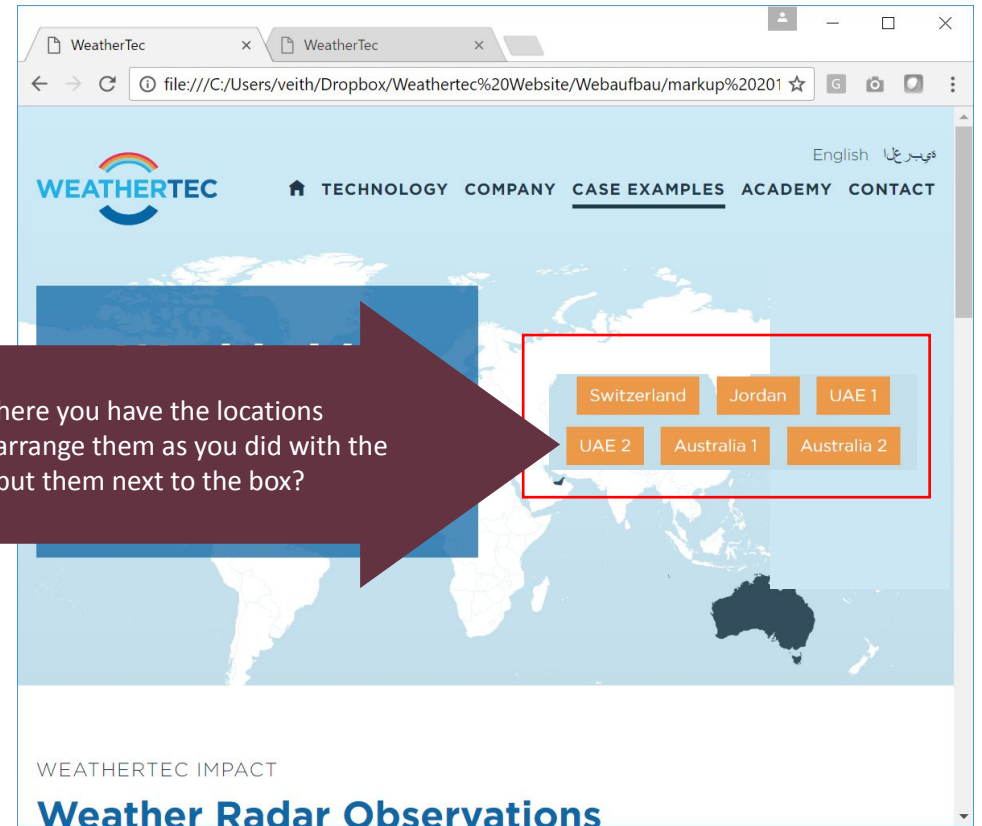 WeatherTec
WeatherTec
file:///C:/Users/veith/Dropbox/Weathertec%20Website/Webaufbau/markup%20201
English
WEATHERTEC
TECHNOLOGY COMPANY CASE EXAMPLES ACADEMY CONTACT
Switzerland Jordan UAE 1
here you have the locations
arrange them as you did with the
put them next to the box?
UAE 2 Australia 1 Australia 2
WEATHERTEC IMPACT
Weather Radar Observations